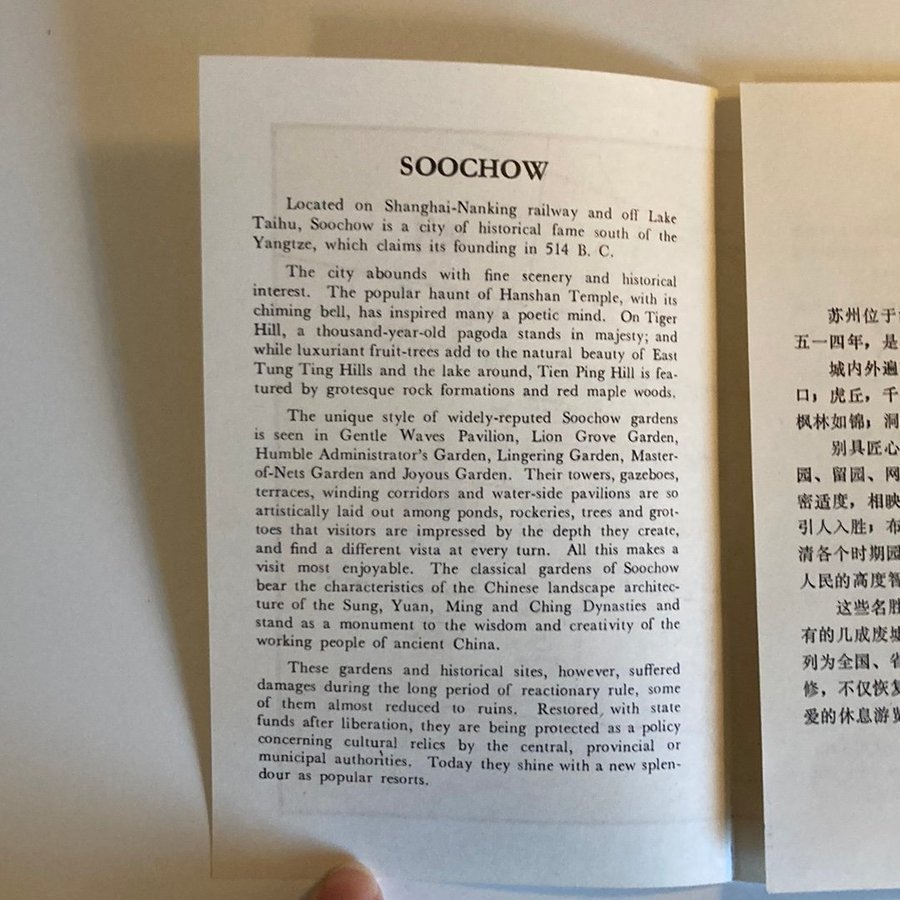 SOOCHOW
Located on Shanghai-Nanking railway and off Lake
Taihu, Soochow is a city of historical fame south of the
Yangtze, which claims its founding in 514 B. C.
The city abounds with fine scenery and historical
interest. The popular haunt of Hanshan Temple, with its
chiming bell, has inspired many a poetic mind. On Tiger
Hill, a thousand-year-old pagoda stands in majesty; and
while luxuriant fruit-trees add to the natural beauty of East
Tung Ting Hills and the lake around, Tien Ping Hill is fea-
tured by grotesque rock formations and red maple woods.
The unique style of widely-reputed Soochow gardens
is seen in Gentle Waves Pavilion, Lion Grove Garden,
Humble Administrator's Garden, Lingering Garden, Master-
of-Nets Garden and Joyous Garden. Their towers, gazeboes,
terraces, winding corridors and water-side pavilions are so
artistically laid out among ponds, rockeries, trees and grot-
toes that visitors are impressed by the depth they create,
and find a different vista at every turn. All this makes a
visit most enjoyable. The classical gardens of Soochow
bear the characteristics of the Chinese landscape architec-
ture of the Sung, Yuan, Ming and Ching Dynasties and
stand as a monument to the wisdom and creativity of the
working people of ancient China.
These gardens and historical sites, however, suffered
damages during the long period of reactionary rule, some
of them almost reduced to ruins. Restored with state
funds after liberation, they are being protected as a policy
concerning cultural relics by the central, provincial or
municipal authorities. Today they shine with a new splen-
dour as popular resorts.
苏州位于
五一四年，是
城内外遍
口；虎丘，千
枫林如锦；洞
别具匠心
园、留园、网
密适度，相映
引人入胜；布
清各个时期园
人民的高度智
这些名胜
有的几成废墟
列为全国、省
修，不仅恢复
爱的休息游览